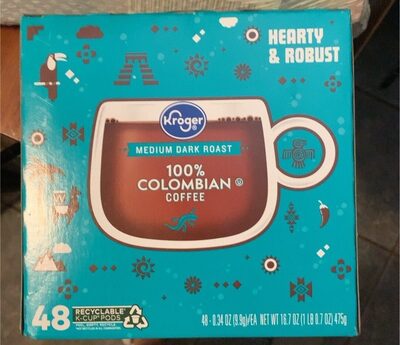 HEARTY
& ROBUST
Kroger®
MEDIUM DARK ROAST
100%
COLOMBIAN
COFFEE
48
RECYCLABLE*
K-CUP® PODS
48 - 0.34 OZ (9.9g)/EA NET WT 16.7 OZ (1 LB 0.7 OZ) 475g